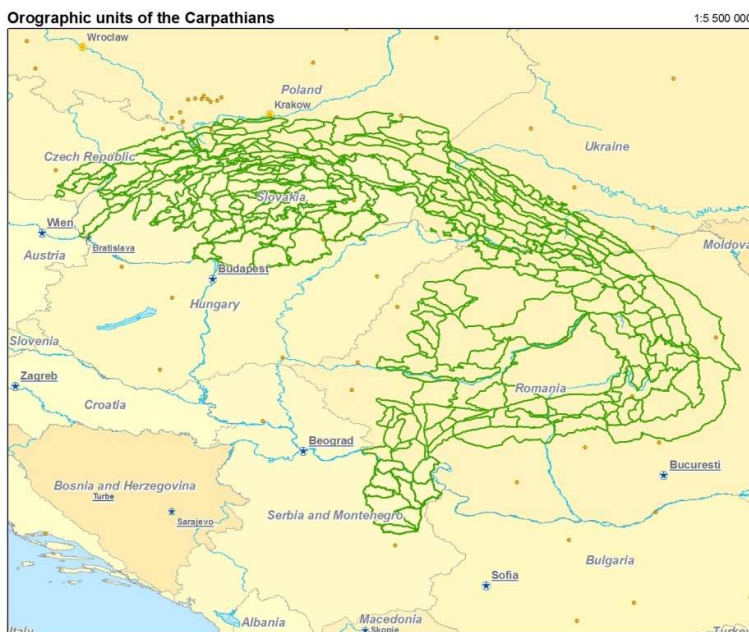 Orographic units of the Carpathians
1:5 500 000
Wroclaw
Poland
Krakow
Ukraine
Czech Republic
Slovakia
Wien
Bratislava
Austria
Moldova
Budapest
Hungary
Slovenia
Zagreb
Croatia
Romania
Beograd
Bucuresti
Bosnia and Herzegovina
Turbe
Sarajevo
Serbia and Montenegro
Sofia
Bulgaria
Albania
Macedonia
Skopje
Italy
Turkey